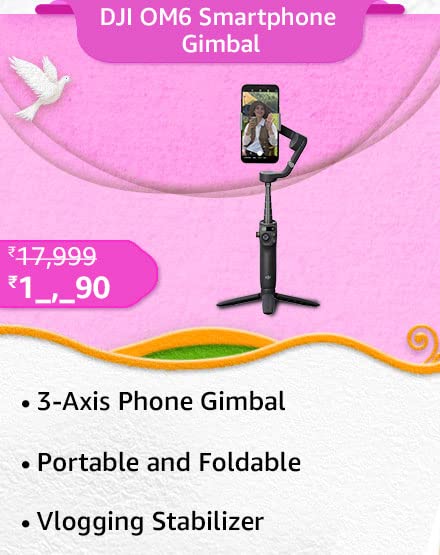 DJI OM6 Smartphone
Gimbal
₹17,999
₹1_,_90
• 3-Axis Phone Gimbal
• Portable and Foldable
• Vlogging Stabilizer